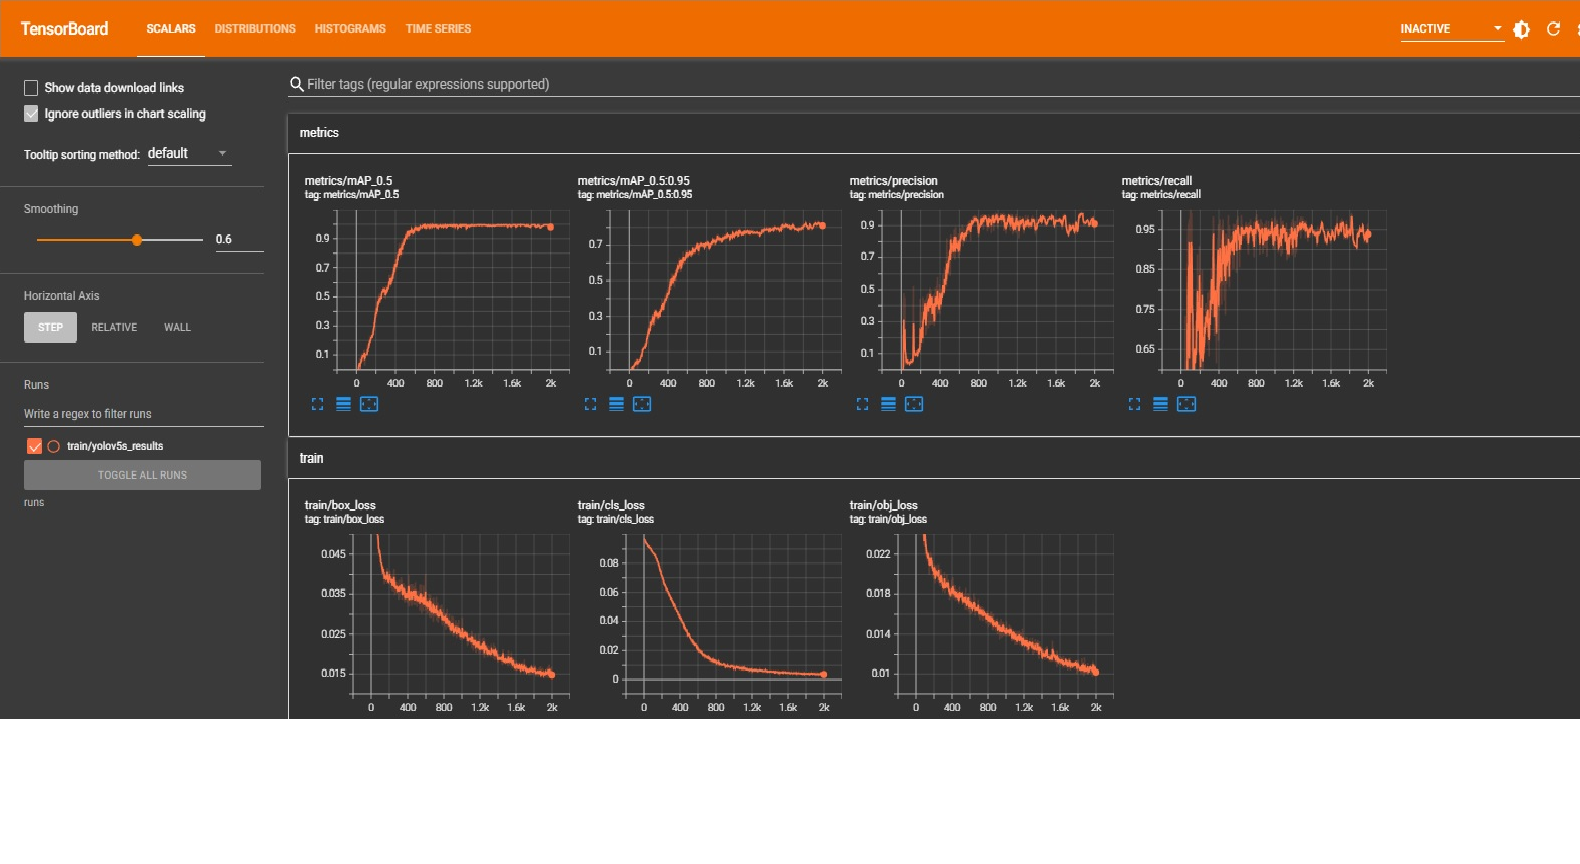 TensorBoard
SCALARS DISTRIBUTIONS HISTOGRAMS TIME SERIES
INACTIVE
Show data download links
Ignore outliers in chart scaling
Tooltip sorting method: default
Smoothing
0.6
Horizontal Axis
STEP RELATIVE WALL
Runs
Write a regex to filter runs
train/yolov5s_results
TOGGLE ALL RUNS
runs
Filter tags (regular expressions supported)
metrics
metrics/mAP_0.5
tag: metrics/mAP_0.5
0.9
0.7
0.5
0.3
0.1
0 400 800 1.2k 1.6k 2k
metrics/mAP_0.5:0.95
tag: metrics/mAP_0.5:0.95
0.7
0.5
0.3
0.1
0 400 800 1.2k 1.6k 2k
metrics/precision
tag: metrics/precision
0.9
0.7
0.5
0.3
0.1
0 400 800 1.2k 1.6k 2k
metrics/recall
tag: metrics/recall
0.95
0.85
0.75
0.65
0 400 800 1.2k 1.6k 2k
train
train/box_loss
tag: train/box_loss
0.045
0.035
0.025
0.015
0 400 800 1.2k 1.6k 2k
train/cls_loss
tag: train/cls_loss
0.08
0.06
0.04
0.02
0
0 400 800 1.2k 1.6k 2k
train/obj_loss
tag: train/obj_loss
0.022
0.018
0.014
0.01
0 400 800 1.2k 1.6k 2k